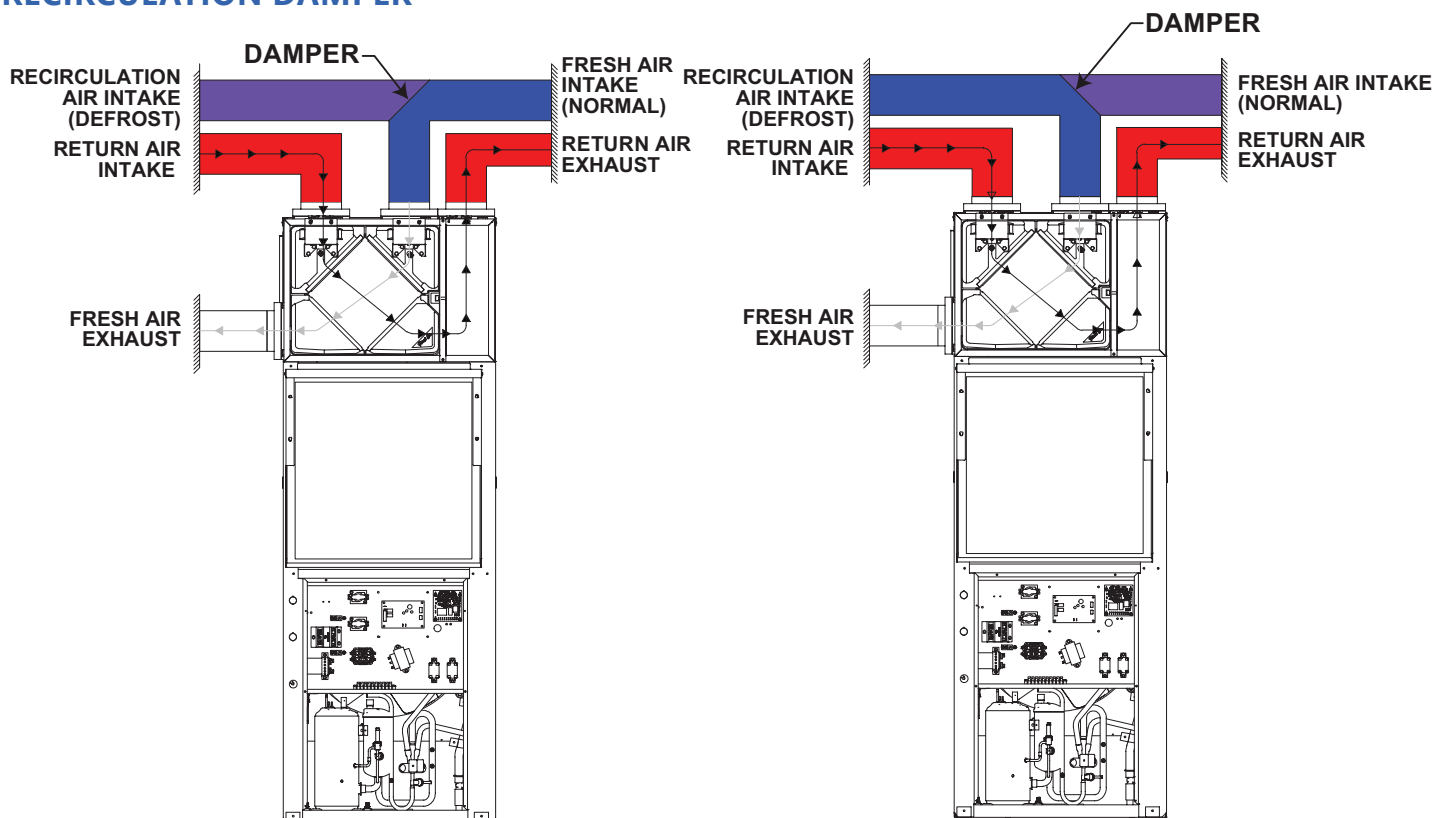 RECIRCULATION DAMPER
DAMPER
RECIRCULATION
AIR INTAKE
(DEFROST)
FRESH AIR
INTAKE
(NORMAL)
RETURN AIR
INTAKE
RETURN AIR
EXHAUST
FRESH AIR
EXHAUST
DAMPER
RECIRCULATION
AIR INTAKE
(DEFROST)
FRESH AIR INTAKE
(NORMAL)
RETURN AIR
INTAKE
RETURN AIR
EXHAUST
FRESH AIR
EXHAUST